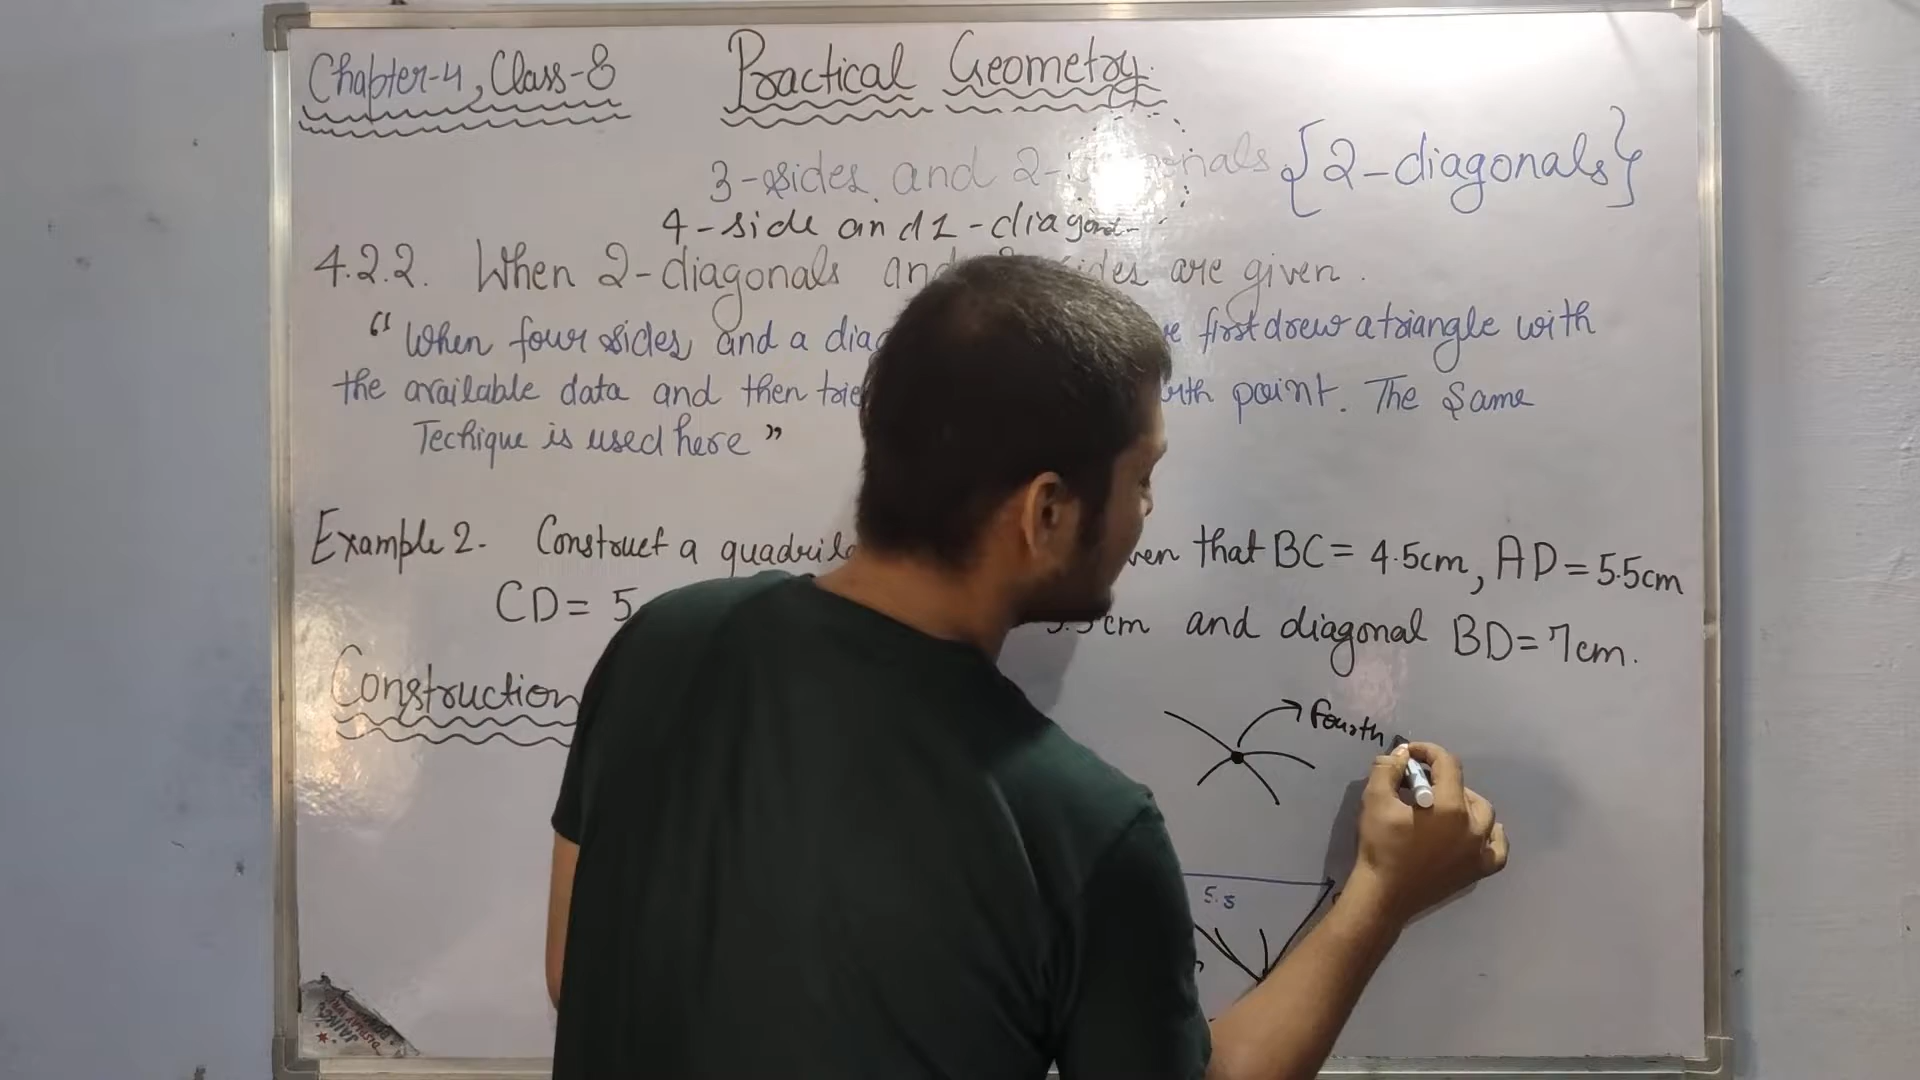 Chapter-4, Class-8
Practical Geometry.
3-sides and 2-
{2-diagonals}
4-side and 1-diagonal
4.2.2. When 2-diagonals and sides are given.
" When four sides and a first drew a triangle with
the available data and then point. The Same
Techique is used here "
Example 2. Construct a that BC = 4.5cm, AD = 5.5cm
CD = 5 cm and diagonal BD = 7cm.
Construction
Fourth
5.5